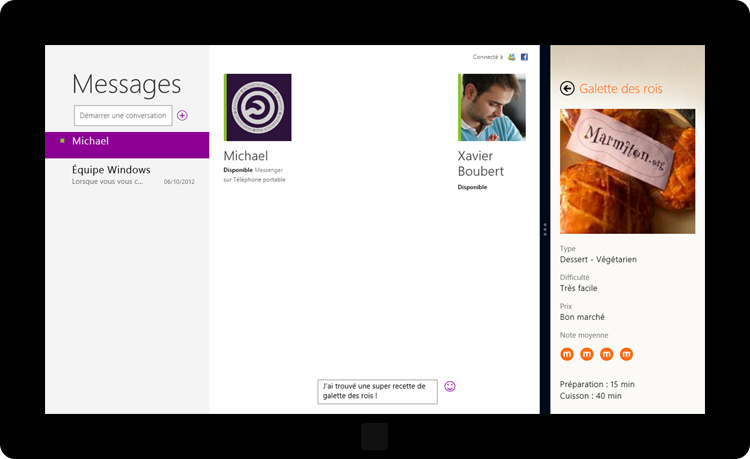 Messages
Démarrer une conversation
Michael
Équipe Windows
Lorsque vous vous c...
06/10/2012
Connecté à
Michael
Disponible Messenger
sur Téléphone portable
Xavier
Boubert
Disponible
J'ai trouvé une super recette de
galette des rois !
Galette des rois
Marmiton.org
Type
Dessert - Végétarien
Difficulté
Très facile
Prix
Bon marché
Note moyenne
m m m m
Préparation : 15 min
Cuisson : 40 min